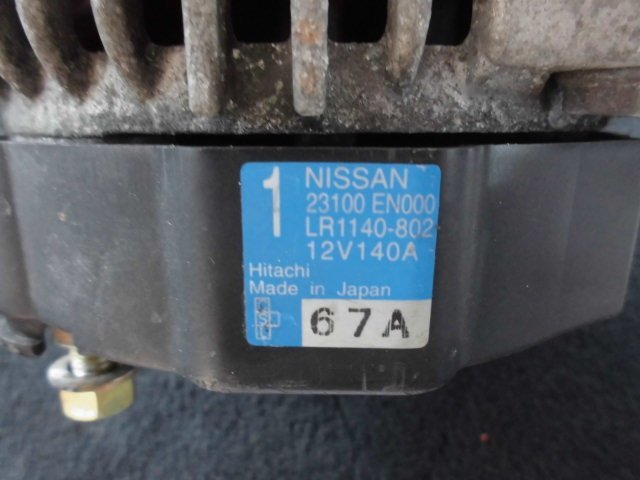 1
NISSAN
23100 EN000
LR1140-802
12V140A
Hitachi
Made in Japan
67A